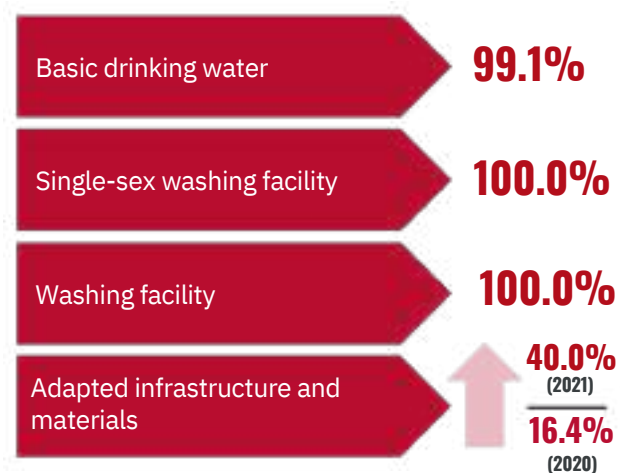 Basic drinking water
99.1%
Single-sex washing facility
100.0%
Washing facility
100.0%
Adapted infrastructure and
materials
40.0%
(2021)
16.4%
(2020)